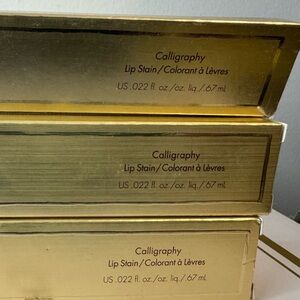 Calligraphy
Lip Stain/Colorant à Lèvres
US .022 fl. oz./oz. liq./.67 ml
Calligraphy
Lip Stain/Colorant à Lèvres
US .022 fl. oz./oz. liq./.67 ml
Calligraphy
Lip Stain/Colorant à Lèvres
US .022 fl. oz./oz. liq./.67 ml